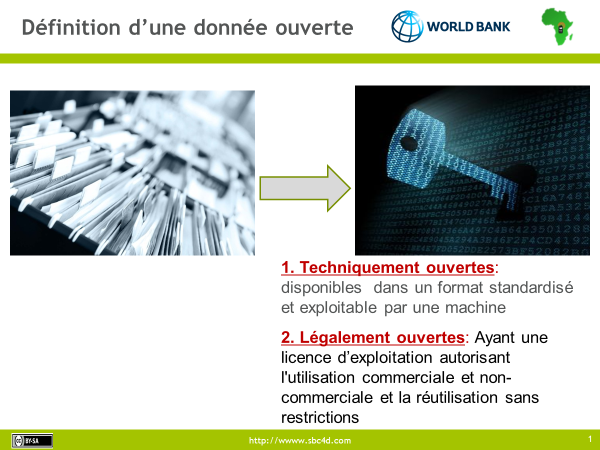 Définition d’une donnée ouverte
WORLD BANK
1. Techniquement ouvertes:
disponibles dans un format standardisé
et exploitable par une machine
2. Légalement ouvertes: Ayant une
licence d’exploitation autorisant
l'utilisation commerciale et non-
commerciale et la réutilisation sans
restrictions
BY-SA
http://wwww.sbc4d.com
1